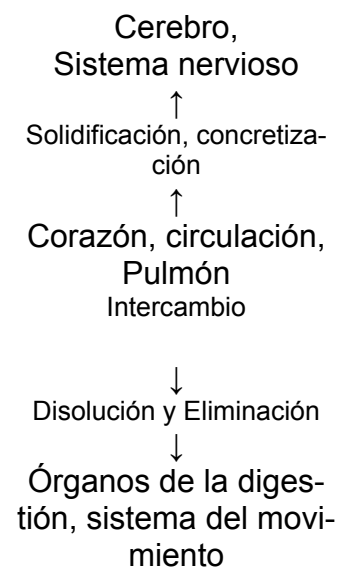 Cerebro,
Sistema nervioso
↑
Solidificación, concretiza-
ción
↑
Corazón, circulación,
Pulmón
Intercambio
↓
Disolución y Eliminación
↓
Órganos de la diges-
tión, sistema del movi-
miento